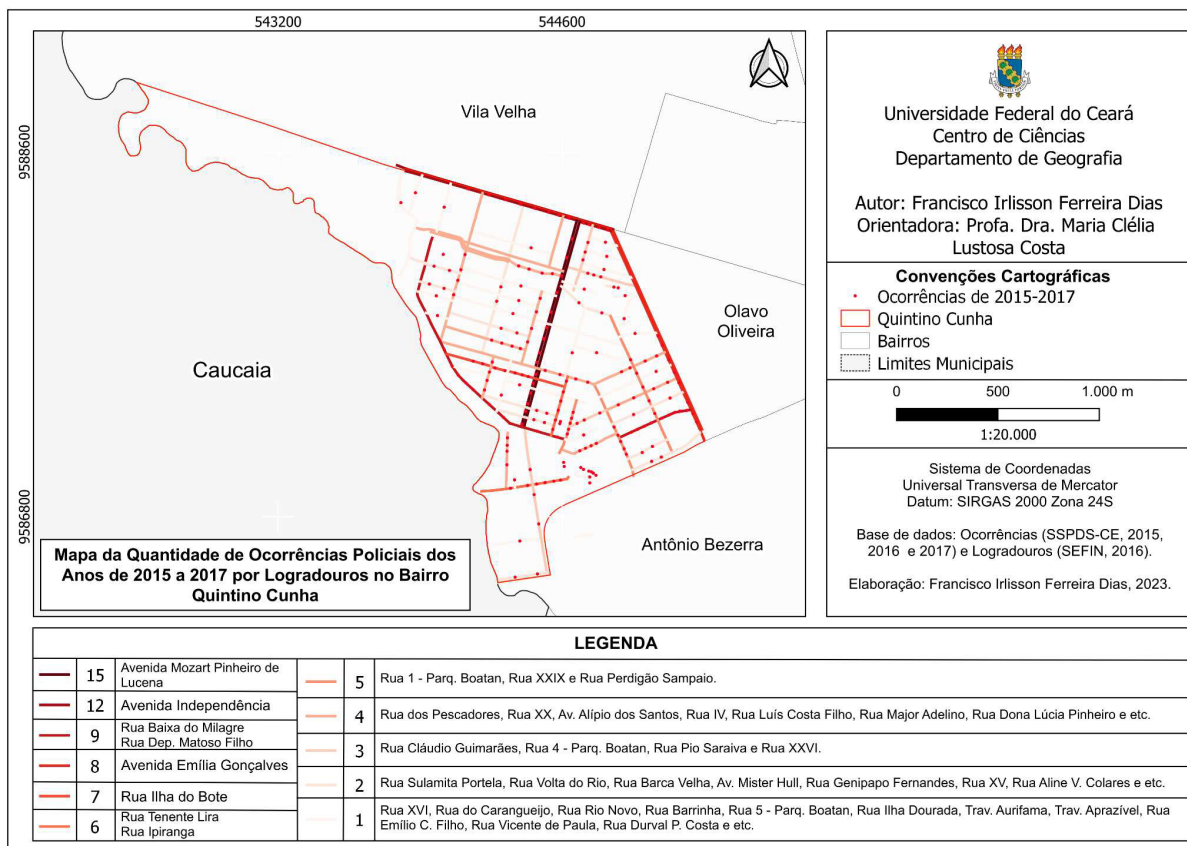 543200
544600
9588600
9586800
Vila Velha
Olavo
Oliveira
Caucaia
Antônio Bezerra
Mapa da Quantidade de Ocorrências Policiais dos
Anos de 2015 a 2017 por Logradouros no Bairro
Quintino Cunha
Universidade Federal do Ceará
Centro de Ciências
Departamento de Geografia
Autor: Francisco Irlisson Ferreira Dias
Orientadora: Profa. Dra. Maria Clélia
Lustosa Costa
Convenções Cartográficas
Ocorrências de 2015-2017
Quintino Cunha
Bairros
Limites Municipais
0 500 1.000 m
1:20.000
Sistema de Coordenadas
Universal Transversa de Mercator
Datum: SIRGAS 2000 Zona 24S
Base de dados: Ocorrências (SSPDS-CE, 2015,
2016 e 2017) e Logradouros (SEFIN, 2016).
Elaboração: Francisco Irlisson Ferreira Dias, 2023.
LEGENDA
15 Avenida Mozart Pinheiro de
Lucena
12 Avenida Independência
9 Rua Baixa do Milagre
Rua Dep. Matoso Filho
8 Avenida Emília Gonçalves
7 Rua Ilha do Bote
6 Rua Tenente Lira
Rua Ipiranga
5 Rua 1 - Parq. Boatan, Rua XXIX e Rua Perdigão Sampaio.
4 Rua dos Pescadores, Rua XX, Av. Alípio dos Santos, Rua IV, Rua Luís Costa Filho, Rua Major Adelino, Rua Dona Lúcia Pinheiro e etc.
3 Rua Cláudio Guimarães, Rua 4 - Parq. Boatan, Rua Pio Saraiva e Rua XXVI.
2 Rua Sulamita Portela, Rua Volta do Rio, Rua Barca Velha, Av. Mister Hull, Rua Genipapo Fernandes, Rua XV, Rua Aline V. Colares e etc.
1 Rua XVI, Rua do Carangueijo, Rua Rio Novo, Rua Barrinha, Rua 5 - Parq. Boatan, Rua Ilha Dourada, Trav. Aurifama, Trav. Aprazível, Rua
Emílio C. Filho, Rua Vicente de Paula, Rua Durval P. Costa e etc.